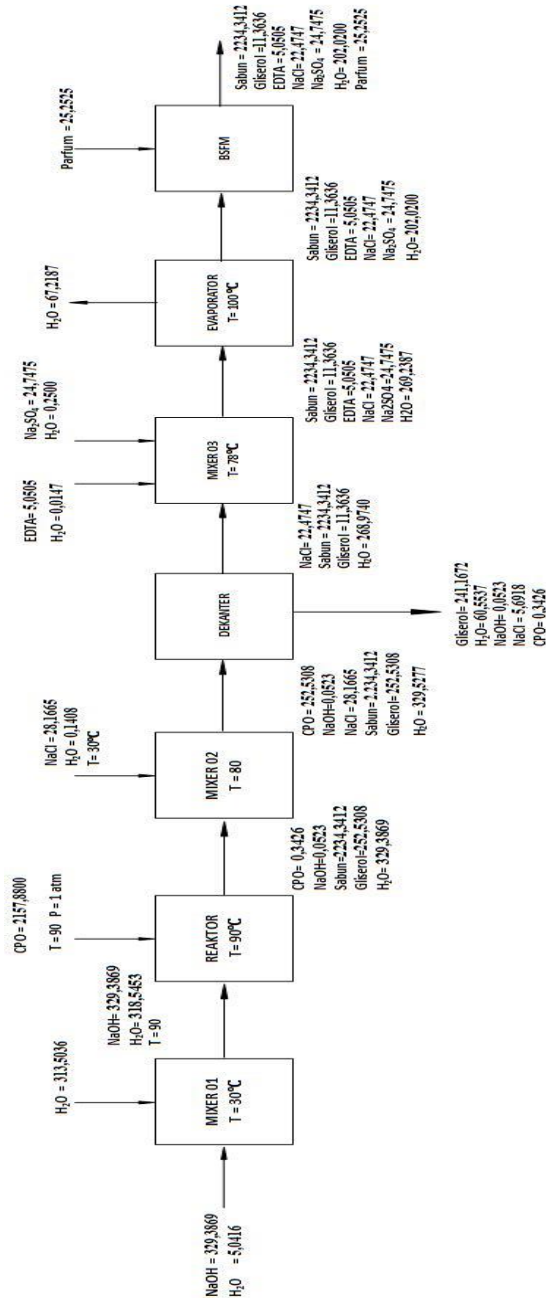 NaOH = 329,3869
H₂O = 5,0416
H₂O = 313,5036
MIXER 01
T = 30℃
NaOH= 329,3869
H₂O= 318,5453
T = 90
CPO = 2157,8800
T = 90 P = 1 atm
REAKTOR
T = 90℃
CPO = 0,3426
NaOH=0,0523
Sabun=2234,3412
Gliserol=252,5308
H₂O= 329,3869
NaCl = 28,1665
H₂O = 0,1408
T = 30℃
MIXER 02
T = 80
CPO = 252,5308
NaOH=0,0523
NaCl = 28,1665
Sabun= 2.234,3412
Gliserol= 252,5308
H₂O = 329,5277
DEKANTER
Gliserol= 241,1672
H₂O= 60,5537
NaOH= 0,0523
NaCl = 5,6918
CPO= 0,3426
NaCl= 22,4747
Sabun = 2234,3412
Gliserol =11,3636
H₂O = 268,9740
EDTA= 5,0505
H₂O = 0,0147
Na₂SO₄ = 24,7475
H₂O = 0,2500
MIXER 03
T = 78℃
Sabun = 2234,3412
Gliserol =11,3636
EDTA = 5,0505
NaCl = 22,4747
Na2SO4 =24,7475
H2O = 269,2387
H₂O = 67,2187
EVAPORATOR
T = 100℃
Sabun = 2234,3412
Gliserol =11,3636
EDTA = 5,0505
NaCl= 22,4747
Na₂SO₄ = 24,7475
H₂O= 202,0200
Parfum = 25,2525
BSFM
Sabun = 2234,3412
Gliserol =11,3636
EDTA = 5,0505
NaCl= 22,4747
Na₂SO₄ = 24,7475
H₂O= 202,0200
Parfum = 25,2525